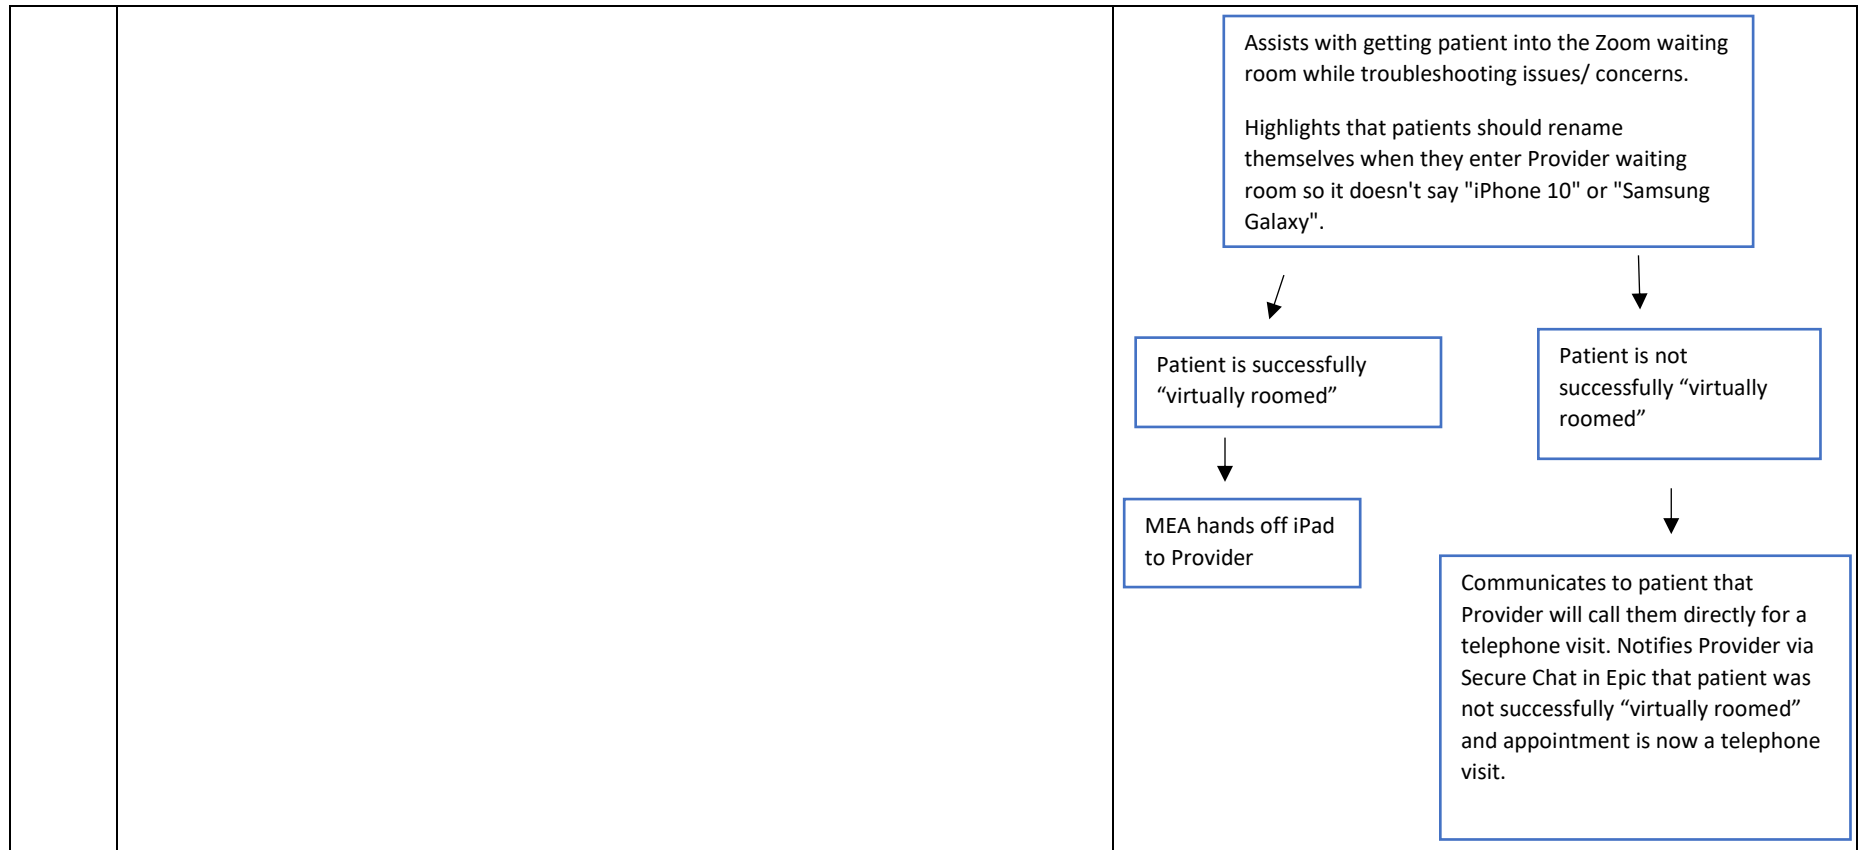 Assists with getting patient into the Zoom waiting
room while troubleshooting issues/ concerns.
Highlights that patients should rename
themselves when they enter Provider waiting
room so it doesn't say "iPhone 10" or "Samsung
Galaxy".
Patient is successfully
“virtually roomed”
Patient is not
successfully “virtually
roomed”
MEA hands off iPad
to Provider
Communicates to patient that
Provider will call them directly for a
telephone visit. Notifies Provider via
Secure Chat in Epic that patient was
not successfully “virtually roomed”
and appointment is now a telephone
visit.